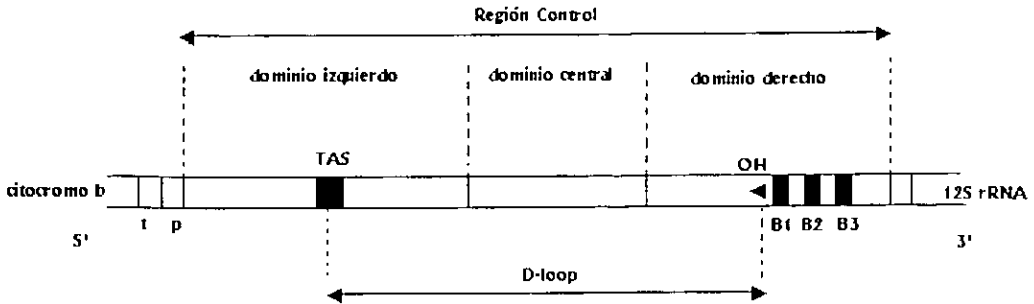 Región Control
dominio izquierdo dominio central dominio derecho
TAS OH
citocromo b 12S rRNA
t p B1 B2 B3
5' 3'
D-loop